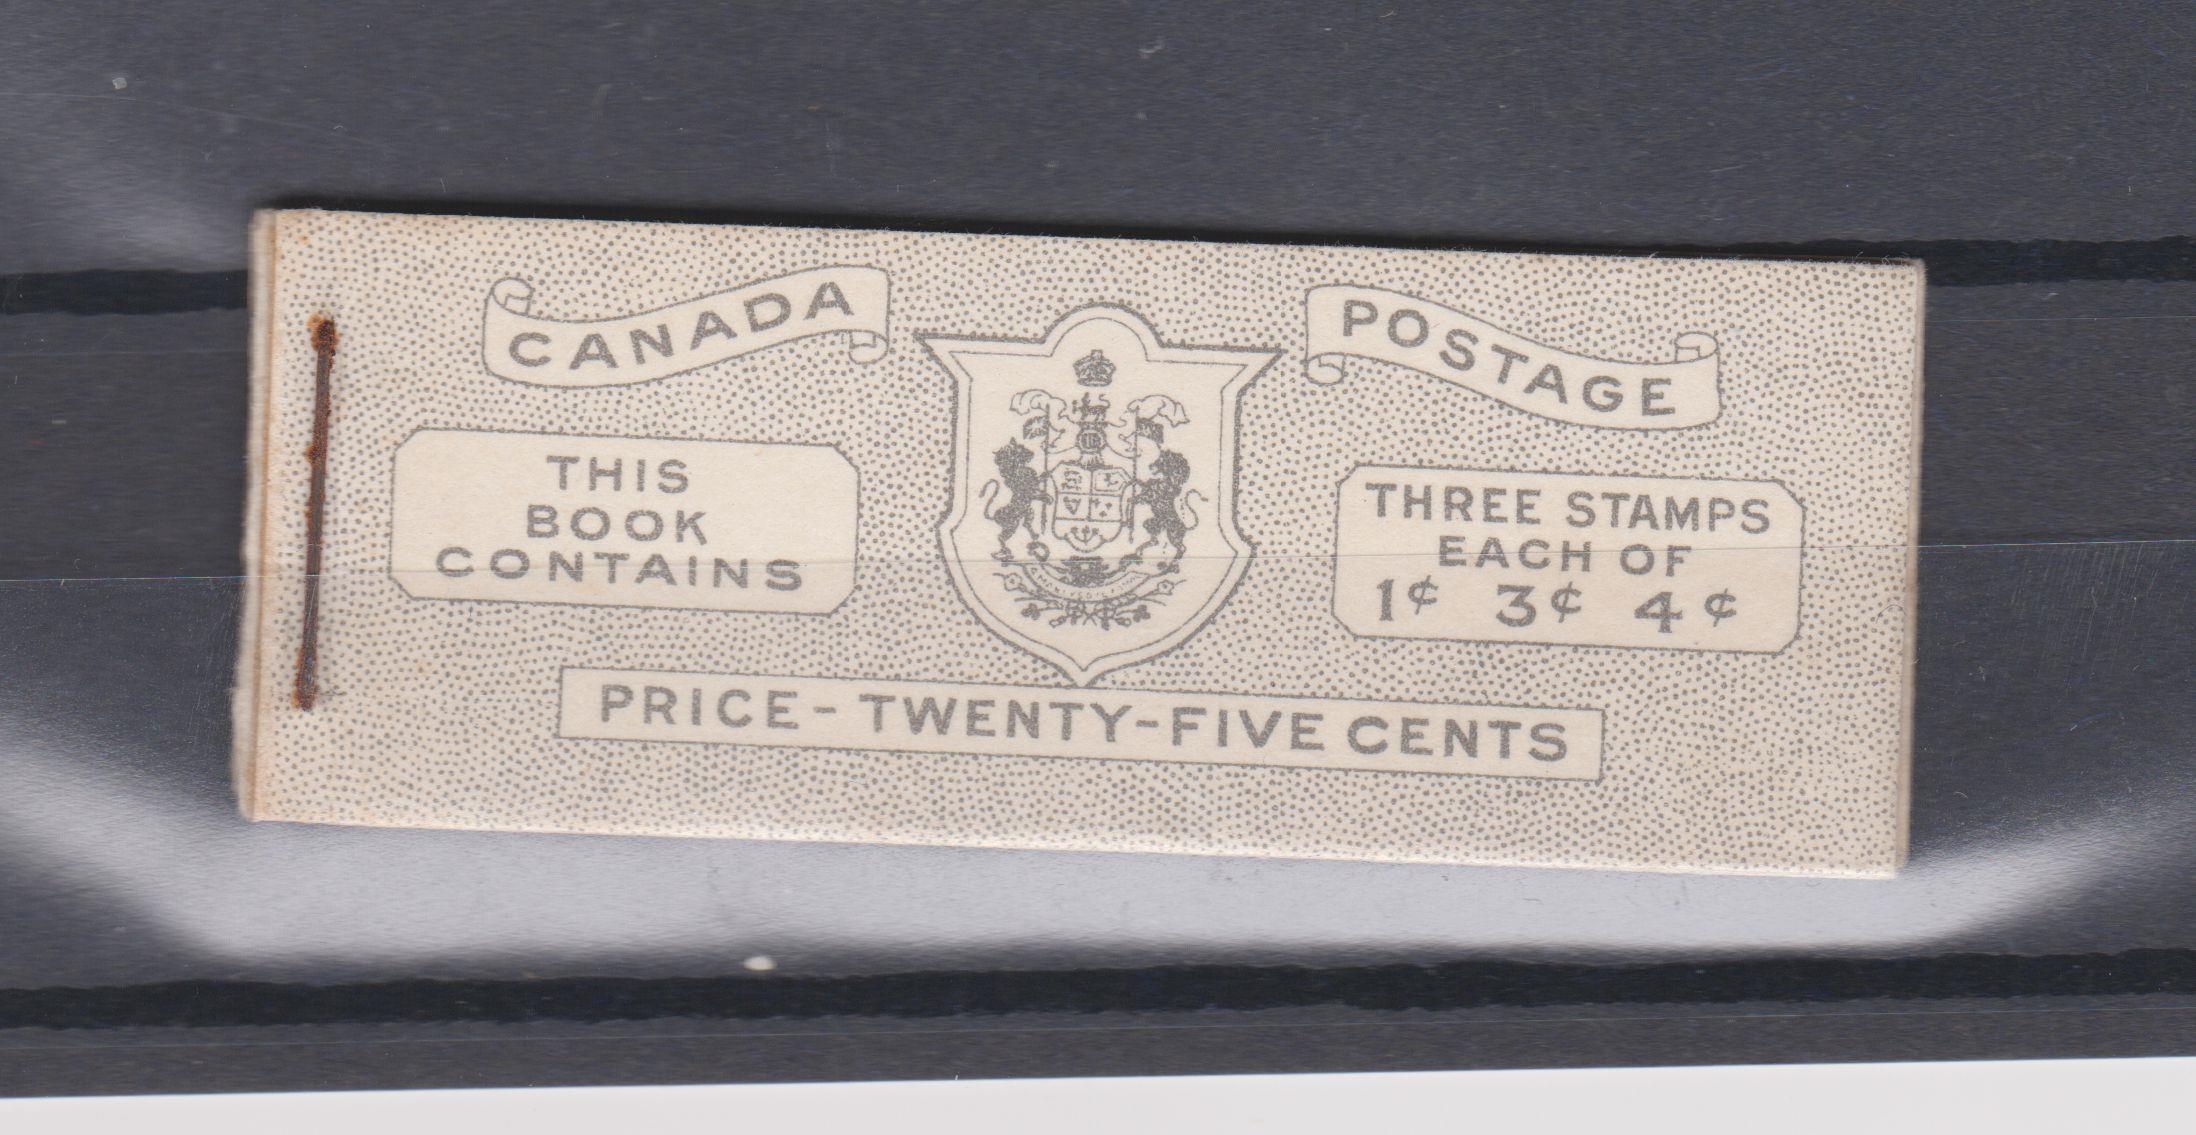 CANADA
POSTAGE
THIS
BOOK
CONTAINS
THREE STAMPS
EACH OF
1¢ 3¢ 4¢
PRICE - TWENTY-FIVE CENTS